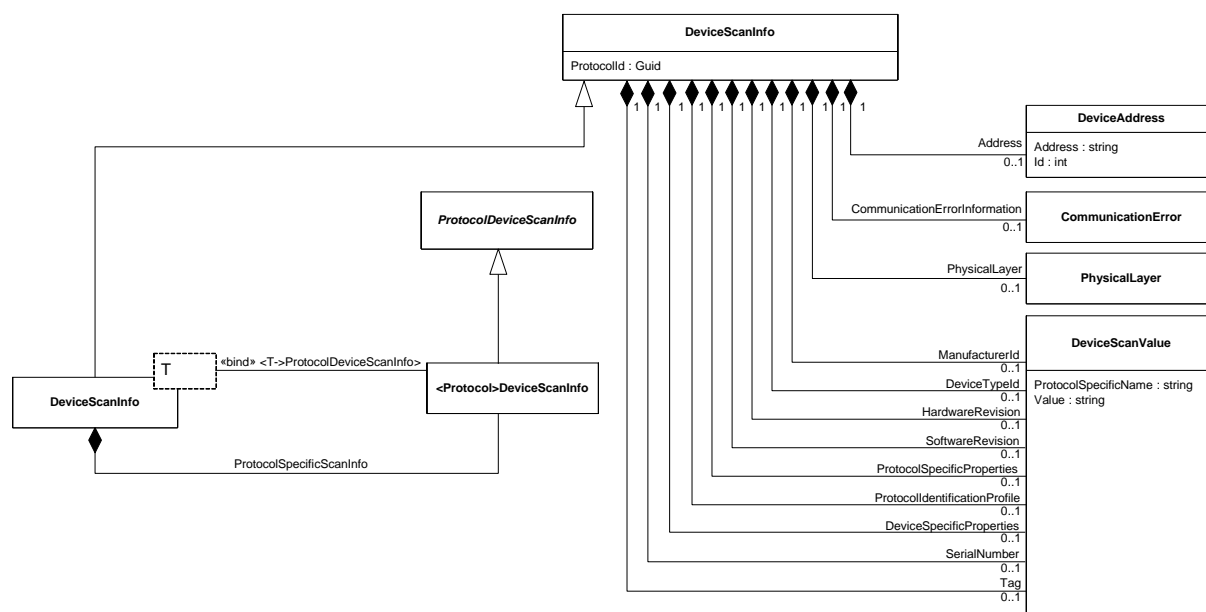 DeviceScanInfo
ProtocolId : Guid
1 1 1 1 1 1 1 1 1 1 1 1
DeviceAddress
Address : string
Id : int
Address
0..1
CommunicationErrorInformation
0..1
CommunicationError
PhysicalLayer
0..1
PhysicalLayer
ProtocolDeviceScanInfo
T
«bind» <T->ProtocolDeviceScanInfo>
DeviceScanInfo
<Protocol>DeviceScanInfo
ProtocolSpecificScanInfo
DeviceScanValue
ProtocolSpecificName : string
Value : string
ManufacturerId
0..1
DeviceTypeId
0..1
HardwareRevision
0..1
SoftwareRevision
0..1
ProtocolSpecificProperties
0..1
ProtocolIdentificationProfile
0..1
DeviceSpecificProperties
0..1
SerialNumber
0..1
Tag
0..1